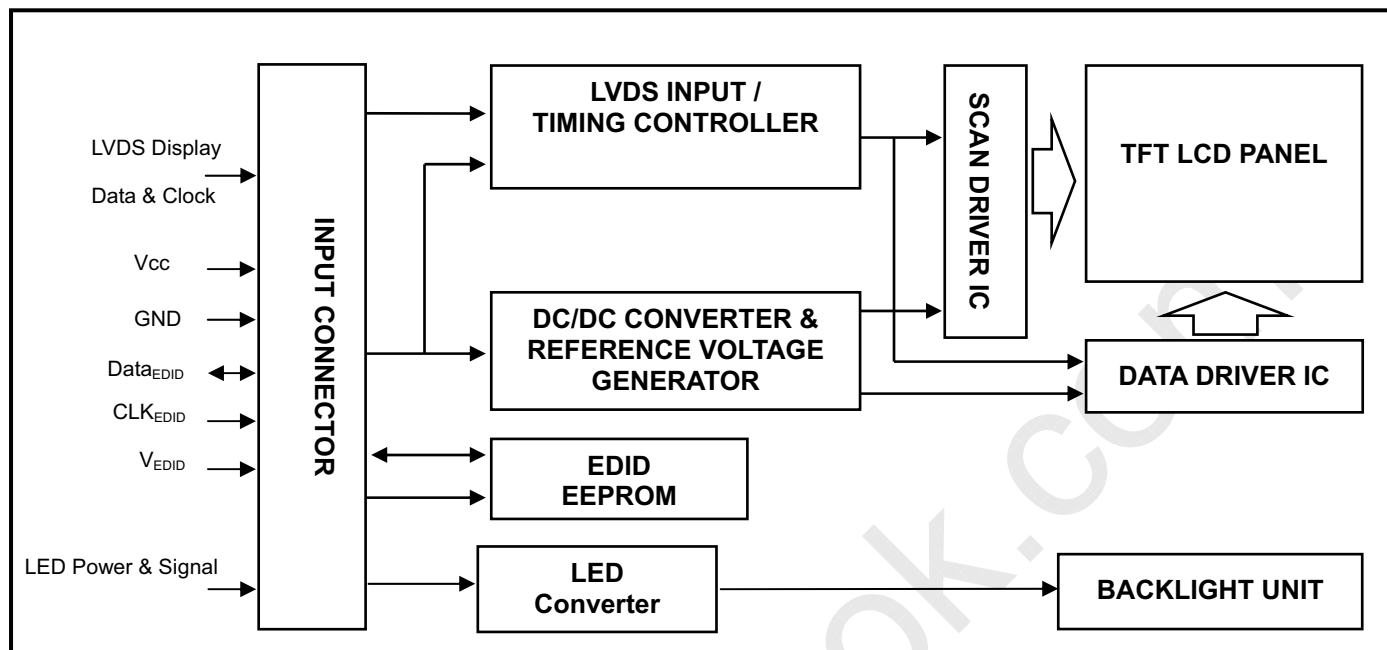 LVDS Display
Data & Clock
Vcc
GND
DataEDID
CLKEDID
VEDID
LED Power & Signal
INPUT CONNECTOR
LVDS INPUT /
TIMING CONTROLLER
DC/DC CONVERTER &
REFERENCE VOLTAGE
GENERATOR
EDID
EEPROM
LED
Converter
SCAN DRIVER IC
TFT LCD PANEL
DATA DRIVER IC
BACKLIGHT UNIT
ok.com